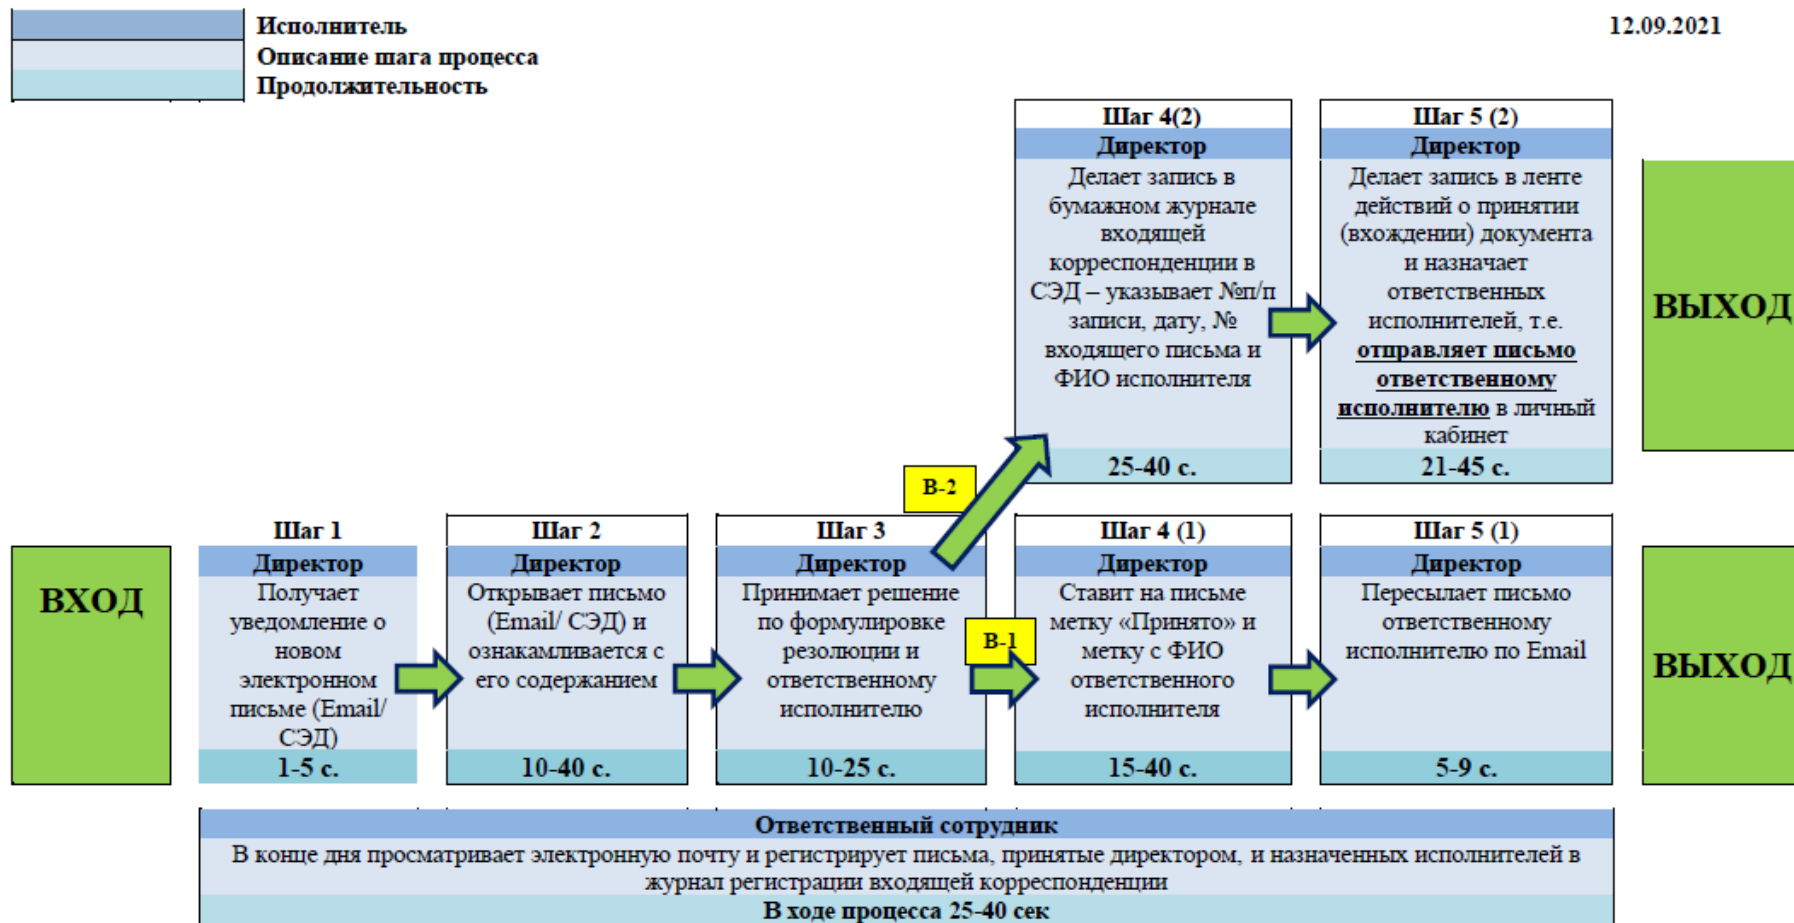 Исполнитель
12.09.2021
Описание шага процесса
Продолжительность
Шаг 4(2)
Директор
Делает запись в
бумажном журнале
входящей
корреспонденции в
СЭД – указывает №п/п
записи, дату, №
входящего письма и
ФИО исполнителя
25-40 с.
Шаг 5 (2)
Директор
Делает запись в ленте
действий о принятии
(вхождении) документа
и назначает
ответственных
исполнителей, т.е.
отправляет письмо
ответственному
исполнителю в личный
кабинет
21-45 с.
ВЫХОД
В-2
ВХОД
Шаг 1
Директор
Получает
уведомление о
новом
электронном
письме (Email/
СЭД)
1-5 с.
Шаг 2
Директор
Открывает письмо
(Email/ СЭД) и
ознакамливается с
его содержанием
10-40 с.
Шаг 3
Директор
Принимает решение
по формулировке
резолюции и
ответственному
исполнителю
10-25 с.
В-1
Шаг 4 (1)
Директор
Ставит на письме
метку «Принято» и
метку с ФИО
ответственного
исполнителя
15-40 с.
Шаг 5 (1)
Директор
Пересылает письмо
ответственному
исполнителю по Email
5-9 с.
ВЫХОД
Ответственный сотрудник
В конце дня просматривает электронную почту и регистрирует письма, принятые директором, и назначенных исполнителей в
журнал регистрации входящей корреспонденции
В ходе процесса 25-40 сек